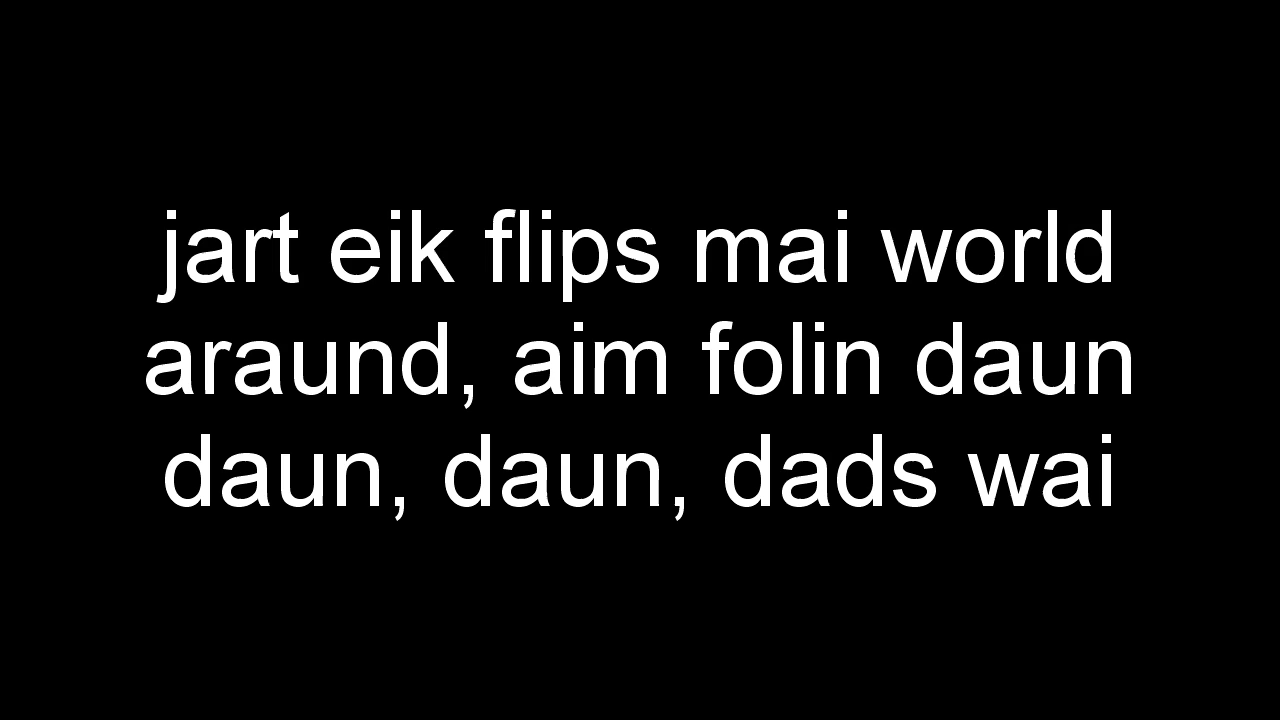 jart eik flips mai world
araund, aim folin daun
daun, daun, dads wai